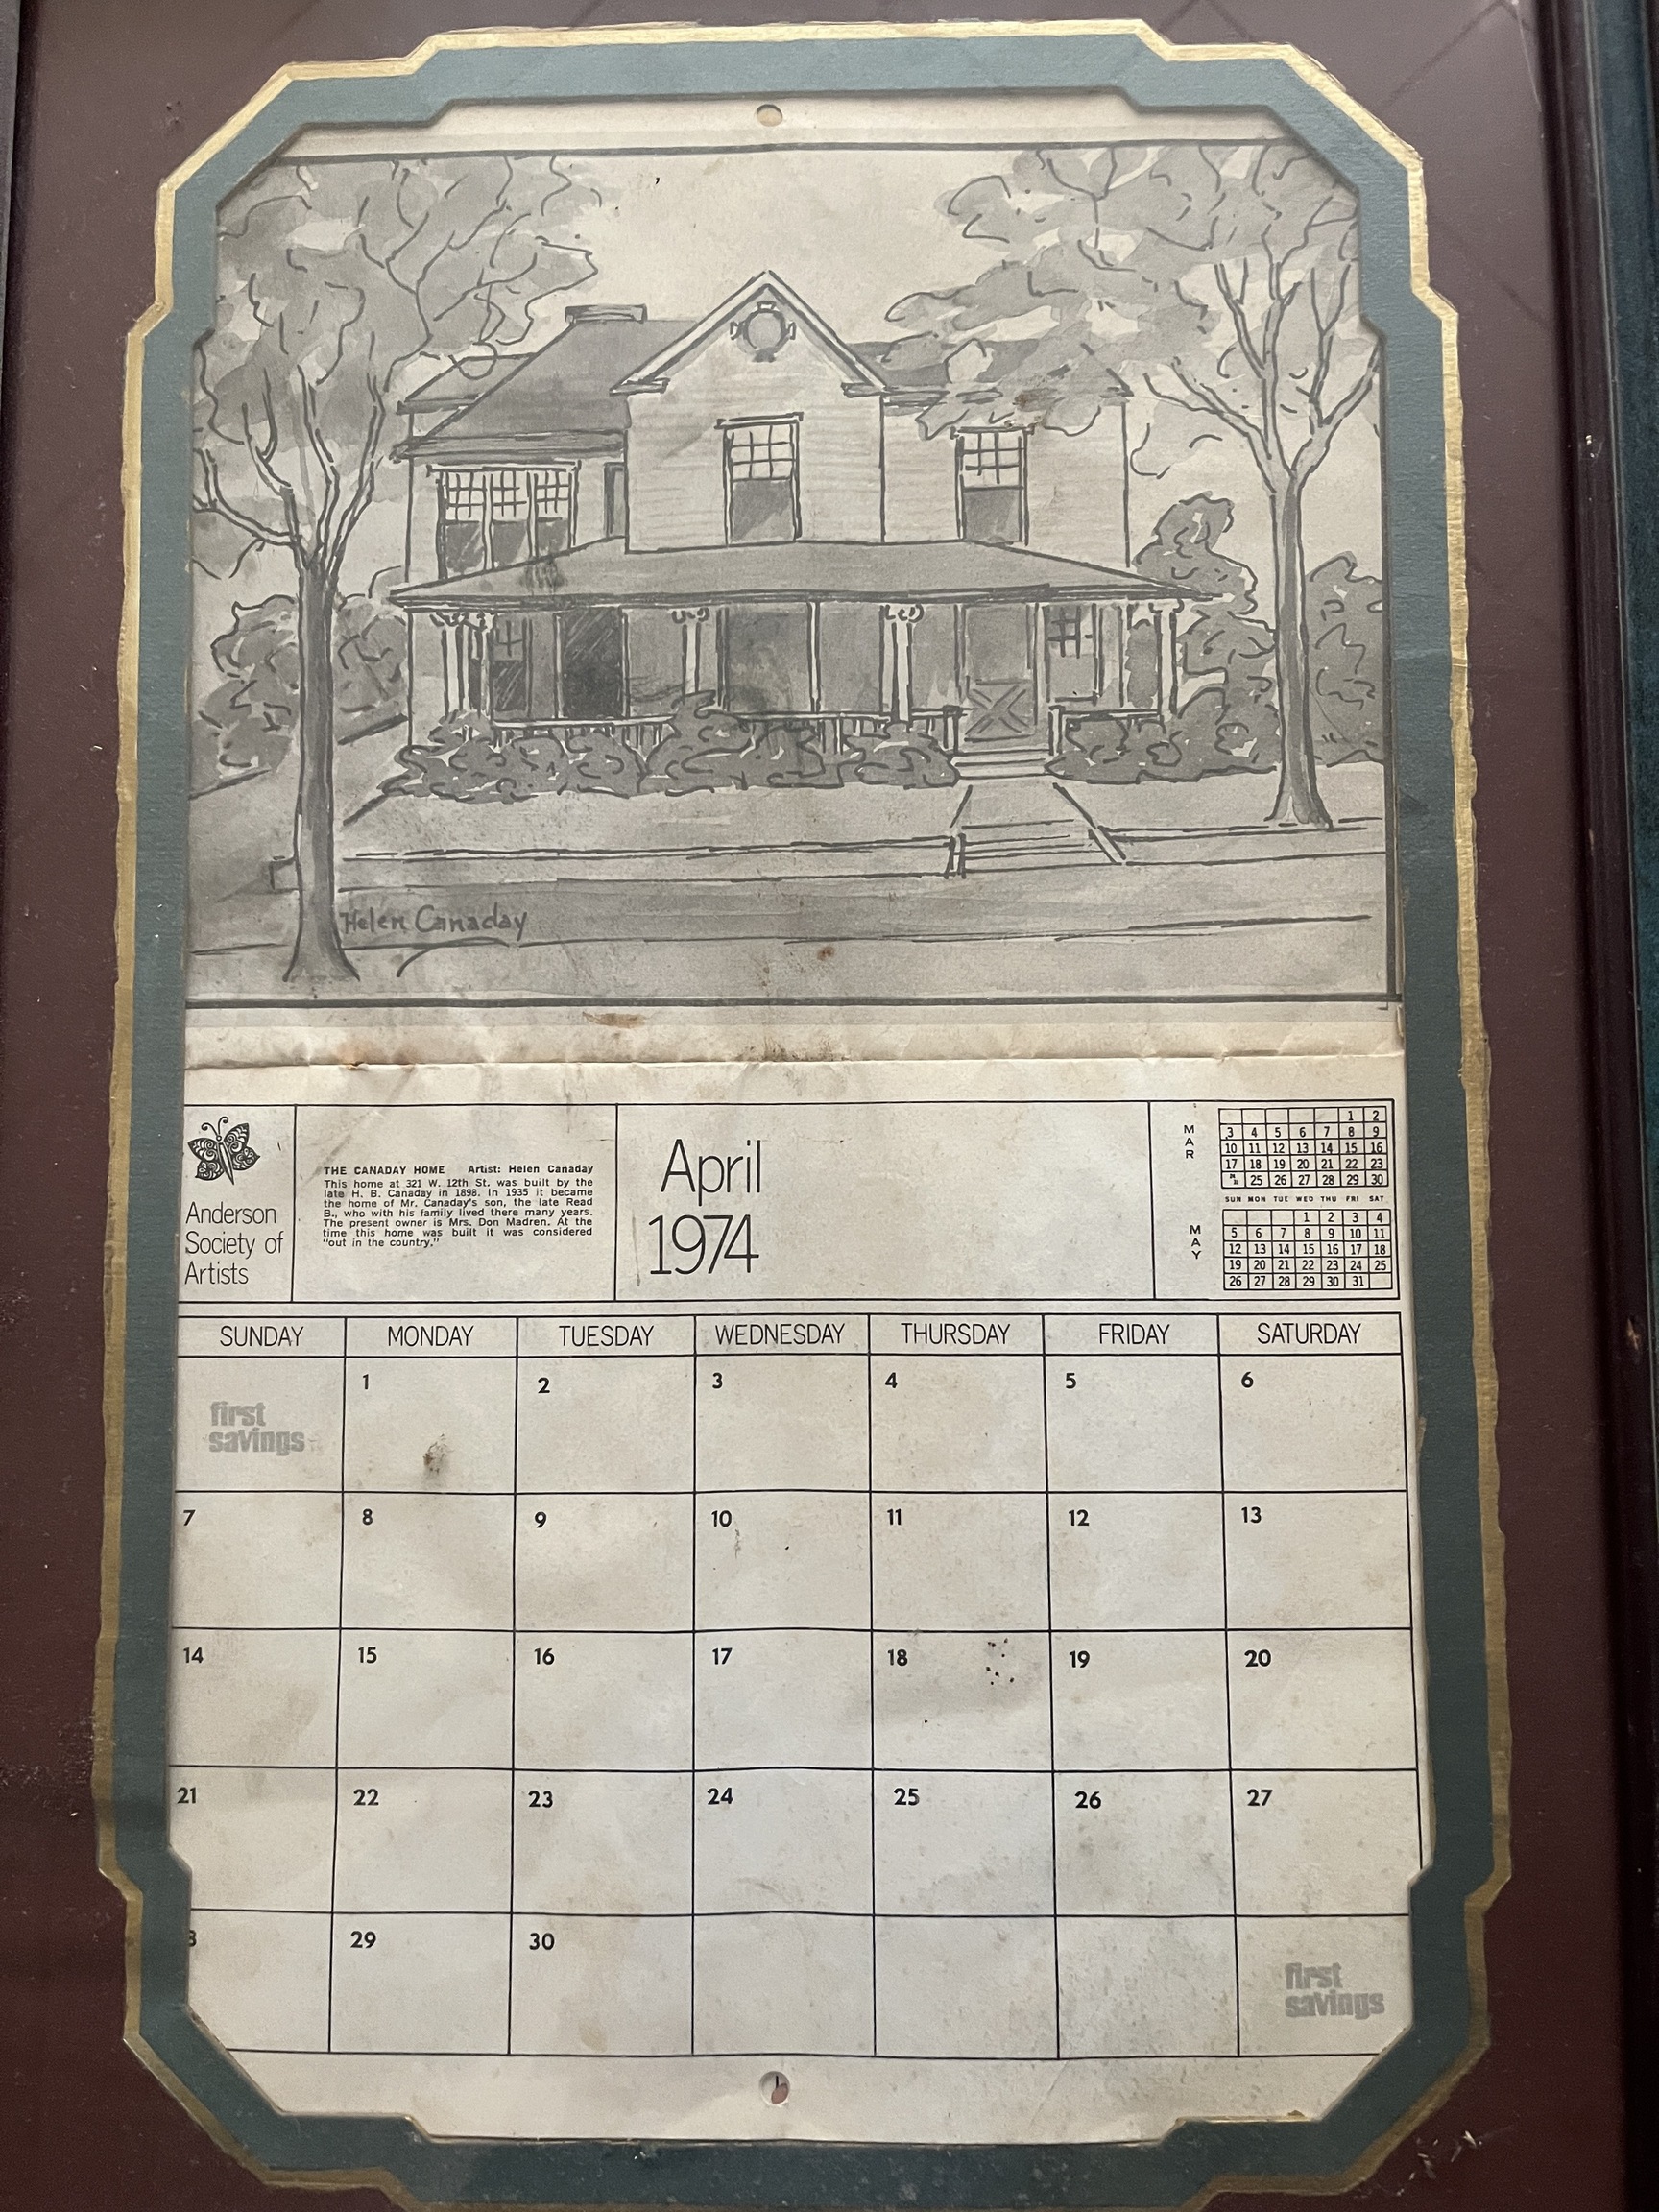 Helen Canaday
Anderson
Society of
Artists
THE CANADAY HOME Artist: Helen Canaday
This home at 321 W. 12th St. was built by the
late H. B. Canaday in 1898. In 1935 it became
the home of Mr. Canaday's son, the late Read
B., who with his family lived there many years.
The present owner is Mrs. Don Madren. At the
time this home was built it was considered
"out in the country."
April
1974
MAR
1 2
3 4 5 6 7 8 9
10 11 12 13 14 15 16
17 18 19 20 21 22 23
25 26 27 28 29 30
SUN MON TUE WED THU FRI SAT
MAY
1 2 3 4
5 6 7 8 9 10 11
12 13 14 15 16 17 18
19 20 21 22 23 24 25
26 27 28 29 30 31
SUNDAY MONDAY TUESDAY WEDNESDAY THURSDAY FRIDAY SATURDAY
1 2 3 4 5 6
first
savings
7 8 9 10 11 12 13
14 15 16 17 18 19 20
21 22 23 24 25 26 27
29 30
first
savings